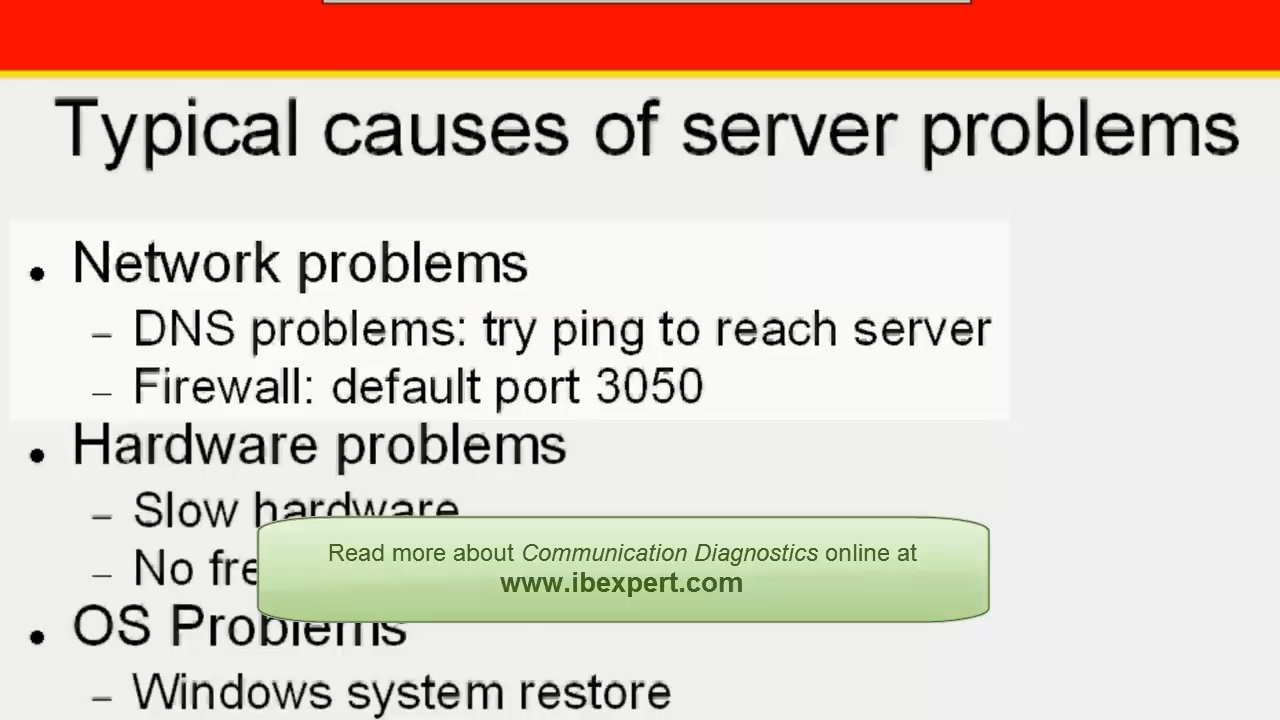 Typical causes of server problems
• Network problems
– DNS problems: try ping to reach server
– Firewall: default port 3050
• Hardware problems
– Slow hardware
– No
Read more about Communication Diagnostics online at
www.ibexpert.com
• OS Problems
– Windows system restore